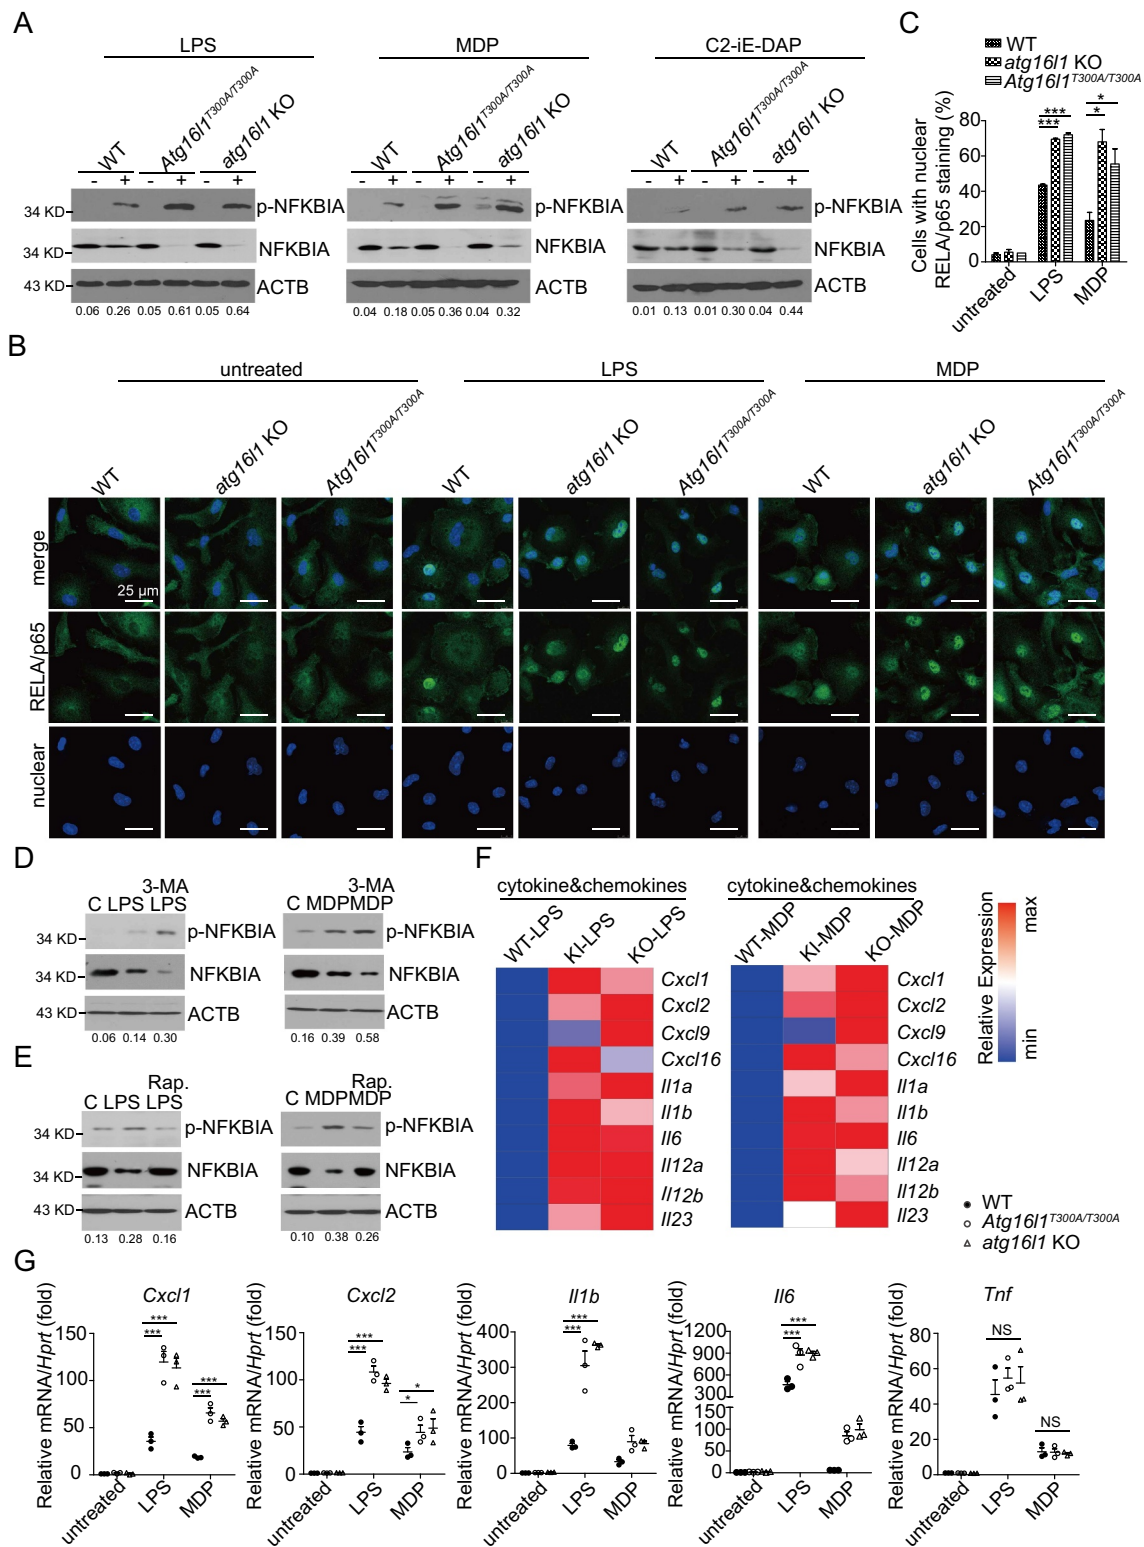 A
LPS
MDP
C2-iE-DAP
WT
Atg16l1T300A/T300A
atg16l1 KO
WT
Atg16l1T300A/T300A
atg16l1 KO
WT
Atg16l1T300A/T300A
atg16l1 KO
- + - + - +
- + - + - +
- + - + - +
34 KD
p-NFKBIA
p-NFKBIA
p-NFKBIA
34 KD
NFKBIA
NFKBIA
NFKBIA
43 KD
ACTB
ACTB
ACTB
0.06 0.26 0.05 0.61 0.05 0.64
0.04 0.18 0.05 0.36 0.04 0.32
0.01 0.13 0.01 0.30 0.04 0.44
C
WT
atg16l1 KO
Atg16l1T300A/T300A
Cells with nuclear
RELA/p65 staining (%)
80
60
40
20
0
***
***
*
*
untreated
LPS
MDP
B
untreated
LPS
MDP
WT
atg16l1 KO
Atg16l1T300A/T300A
WT
atg16l1 KO
Atg16l1T300A/T300A
WT
atg16l1 KO
Atg16l1T300A/T300A
merge
25 µm
RELA/p65
nuclear
D
3-MA
C LPS LPS
3-MA
C MDPMDP
34 KD
p-NFKBIA
p-NFKBIA
34 KD
NFKBIA
NFKBIA
43 KD
ACTB
ACTB
0.06 0.14 0.30
0.16 0.39 0.58
E
Rap.
C LPS LPS
Rap.
C MDPMDP
34 KD
p-NFKBIA
p-NFKBIA
34 KD
NFKBIA
NFKBIA
43 KD
ACTB
ACTB
0.13 0.28 0.16
0.10 0.38 0.26
F
cytokine&chemokines
WT-LPS
KI-LPS
KO-LPS
Cxcl1
Cxcl2
Cxcl9
Cxcl16
Il1a
Il1b
Il6
Il12a
Il12b
Il23
cytokine&chemokines
WT-MDP
KI-MDP
KO-MDP
Cxcl1
Cxcl2
Cxcl9
Cxcl16
Il1a
Il1b
Il6
Il12a
Il12b
Il23
Relative Expression
max
min
WT
Atg16l1T300A/T300A
atg16l1 KO
G
Cxcl1
Relative mRNA/Hprt (fold)
150
100
50
0
***
***
***
***
untreated
LPS
MDP
Cxcl2
Relative mRNA/Hprt (fold)
150
100
50
0
***
***
*
*
untreated
LPS
MDP
Il1b
Relative mRNA/Hprt (fold)
400
300
200
100
0
***
***
untreated
LPS
MDP
Il6
Relative mRNA/Hprt (fold)
1200
900
600
300
150
100
50
0
***
***
untreated
LPS
MDP
Tnf
Relative mRNA/Hprt (fold)
80
60
40
20
0
NS
NS
untreated
LPS
MDP